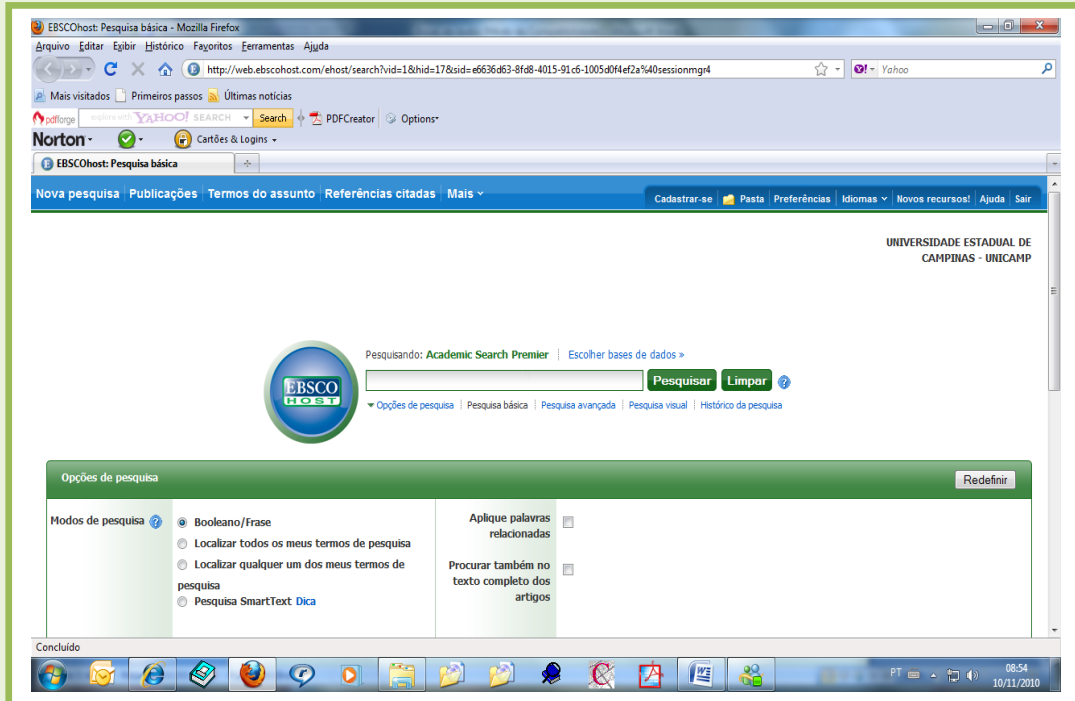 EBSCOhost: Pesquisa básica - Mozilla Firefox
Arquivo Editar Exibir Histórico Favoritos Ferramentas Ajuda
http://web.ebscohost.com/ehost/search?vid=1&hid=17&sid=e6636d63-8fd8-4015-91c6-1005d0f4ef2a%40sessionmgr4 Yahoo
Mais visitados Primeiros passos Últimas notícias
pdfforge explore with YAHOO! SEARCH Search PDFCreator Options
Norton Cartões & Logins
EBSCOhost: Pesquisa básica
Nova pesquisa Publicações Termos do assunto Referências citadas Mais
Cadastrar-se Pasta Preferências Idiomas Novos recursos! Ajuda Sair
UNIVERSIDADE ESTADUAL DE
CAMPINAS - UNICAMP
Pesquisando: Academic Search Premier Escolher bases de dados »
EBSCO
HOST
Pesquisar Limpar
Opções de pesquisa Pesquisa básica Pesquisa avançada Pesquisa visual Histórico da pesquisa
Opções de pesquisa Redefinir
Modos de pesquisa
Booleano/Frase
Localizar todos os meus termos de pesquisa
Localizar qualquer um dos meus termos de
pesquisa
Pesquisa SmartText Dica
Aplique palavras
relacionadas
Procurar também no
texto completo dos
artigos
Concluído
PT
08:54
10/11/2010